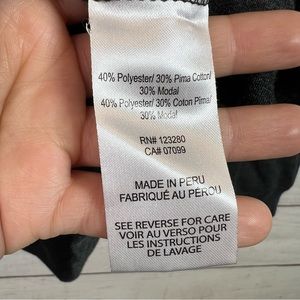 40% Polyester/ 30% Pima Cotton/
30% Modal
40% Polyester/ 30% Coton Pima/
30% Modal
RN# 123280
CA# 07099
MADE IN PERU
FABRIQUÉ AU PÉROU
SEE REVERSE FOR CARE
VOIR AU VERSO POUR
LES INSTRUCTIONS
DE LAVAGE